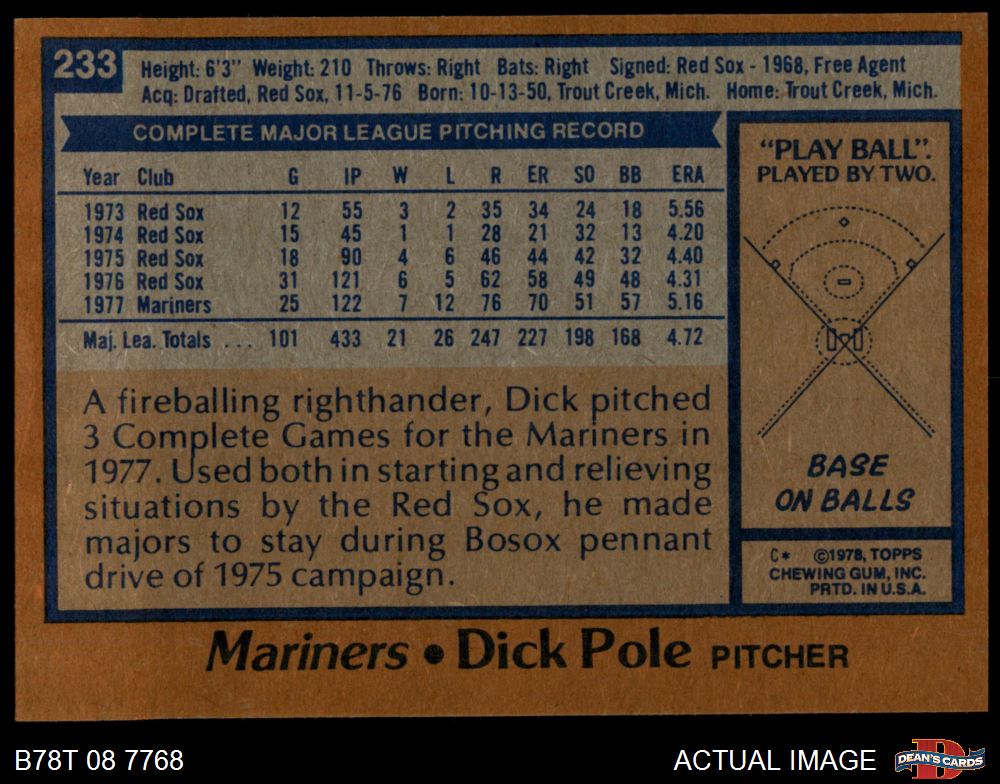 233
Height: 6'3" Weight: 210 Throws: Right Bats: Right Signed: Red Sox - 1968, Free Agent
Acq: Drafted, Red Sox, 11-5-76 Born: 10-13-50, Trout Creek, Mich. Home: Trout Creek, Mich.
COMPLETE MAJOR LEAGUE PITCHING RECORD
Year Club G IP W L R ER SO BB ERA
1973 Red Sox 12 55 3 2 35 34 24 18 5.56
1974 Red Sox 15 45 1 1 28 21 32 13 4.20
1975 Red Sox 18 90 4 6 46 44 42 32 4.40
1976 Red Sox 31 121 6 5 62 58 49 48 4.31
1977 Mariners 25 122 7 12 76 70 51 57 5.16
Maj. Lea. Totals ... 101 433 21 26 247 227 198 168 4.72
A fireballing righthander, Dick pitched
3 Complete Games for the Mariners in
1977. Used both in starting and relieving
situations by the Red Sox, he made
majors to stay during Bosox pennant
drive of 1975 campaign.
"PLAY BALL".
PLAYED BY TWO.
BASE
ON BALLS
C* ©1978, TOPPS
CHEWING GUM, INC.
PRTD. IN U.S.A.
Mariners • Dick Pole PITCHER
B78T 08 7768
ACTUAL IMAGE
D
DEAN'S CARDS